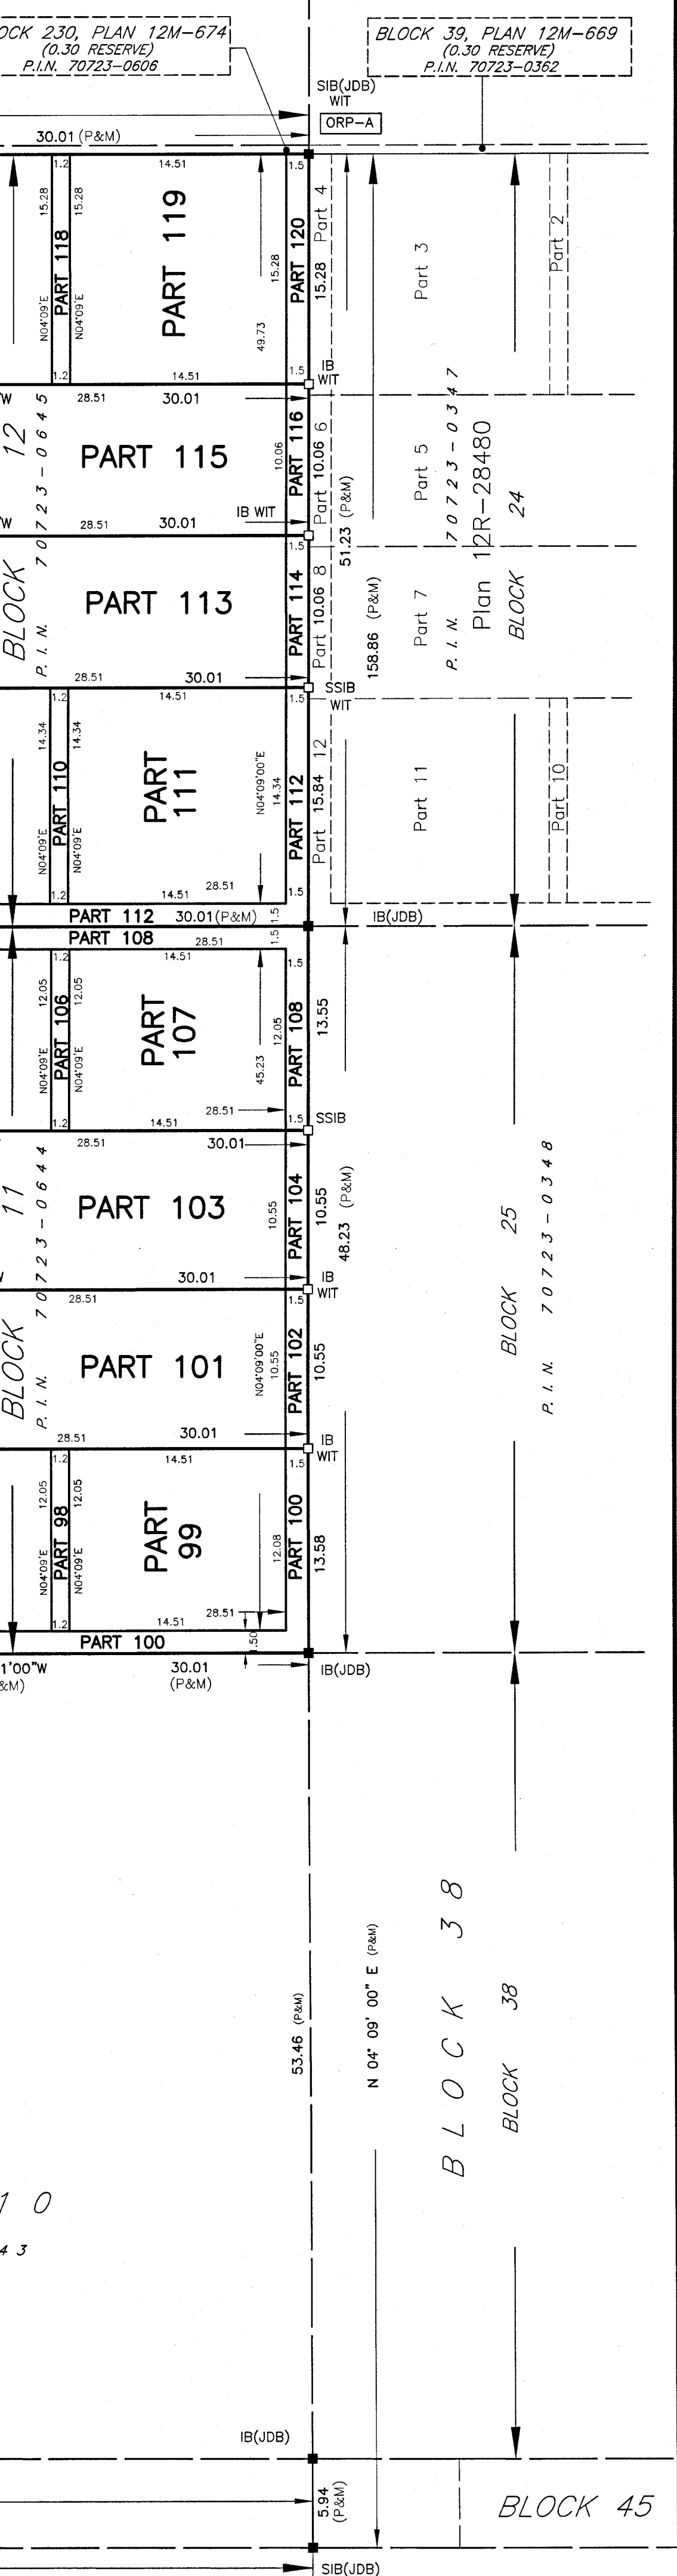 OCK 230, PLAN 12M-674
(0.30 RESERVE)
P.I.N. 70723-0606
BLOCK 39, PLAN 12M-669
(0.30 RESERVE)
P.I.N. 70723-0362
SIB(JDB)
WIT
ORP-A
30.01 (P&M)
1.2
14.51
1.5
15.28
PART 118
15.28
N04°09'E
N04°09'E
PART 119
49.73
15.28
PART 120
15.28
Part 4
Part 3
Part 2
1.2
14.51
1.5
IB
WIT
'W
28.51
30.01
BLOCK 12
P.I.N. 70723-0645
PART 115
10.06
PART 116
10.06
Part 6
51.23 (P&M)
Part 5
P.I.N. 70723-0347
Plan 12R-28480
BLOCK 24
IB WIT
'W
28.51
30.01
1.5
PART 113
PART 114
10.06
Part 8
158.86 (P&M)
Part 7
28.51
30.01
SSIB
WIT
1.2
14.51
1.5
14.34
14.34
PART 110
N04°09'E
N04°09'E
PART
111
N04°09'00"E
14.34
PART 112
15.84
Part 12
Part 11
Part 10
1.2
14.51
28.51
1.5
PART 112
30.01(P&M)
1.5
IB(JDB)
PART 108
28.51
1.5
1.2
14.51
1.5
12.05
12.05
PART 106
N04°09'E
N04°09'E
PART
107
45.23
12.05
PART 108
13.55
28.51
1.2
14.51
1.5
SSIB
28.51
30.01
BLOCK 11
P.I.N. 70723-0644
PART 103
10.55
PART 104
10.55
48.23 (P&M)
BLOCK 25
P.I.N. 70723-0348
W
30.01
IB
WIT
28.51
1.5
PART 101
N04°09'00"E
10.55
PART 102
10.55
30.01
IB
WIT
28.51
1.2
14.51
1.5
12.05
12.05
PART 98
N04°09'E
N04°09'E
PART
99
12.08
PART 100
13.58
28.51
1.2
14.51
PART 100
1.50
1'00"W
&M)
30.01
(P&M)
IB(JDB)
53.46 (P&M)
N 04° 09' 00" E (P&M)
BLOCK 38
BLOCK 38
1 0
4 3
IB(JDB)
5.94
(P&M)
BLOCK 45
SIB(JDB)